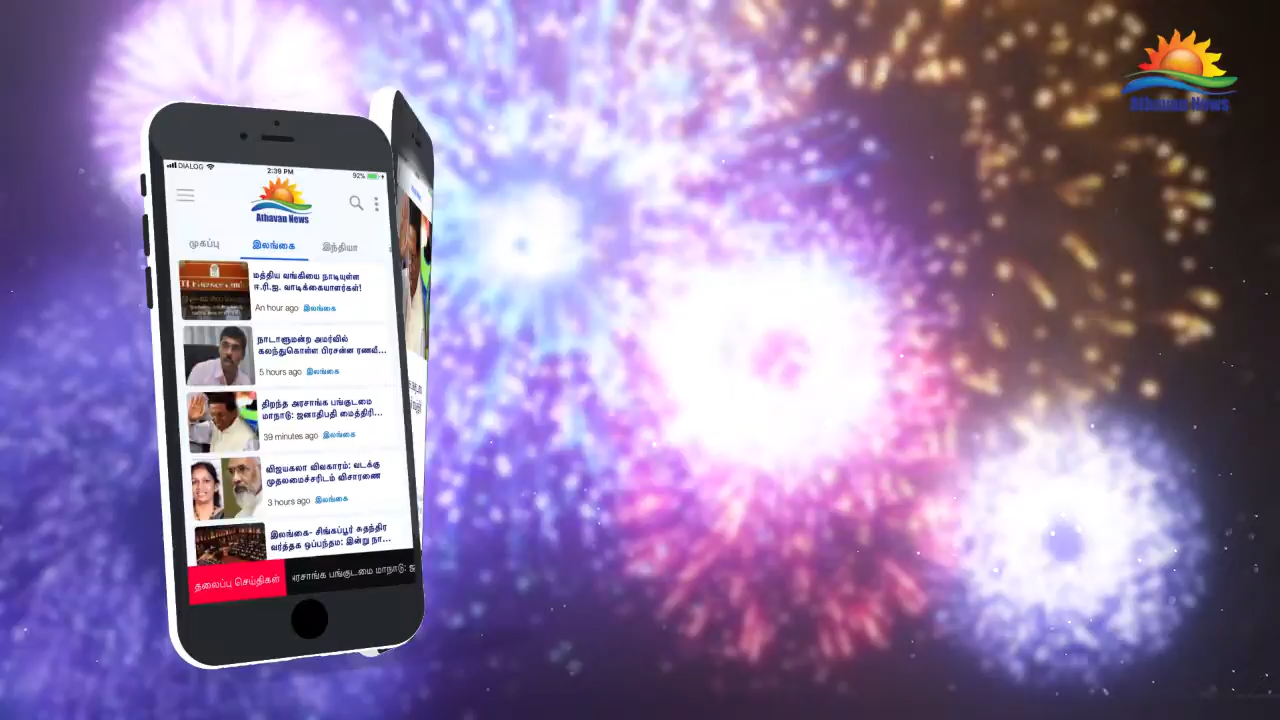 Athavan News
DIALOG
2:39 PM
92%
Athavan News
முகப்பு
இலங்கை
இந்தியா
மத்திய வங்கியை நாடியுள்ள
ஈ.ரி.ஐ. வாடிக்கையாளர்கள்!
An hour ago இலங்கை
நாடாளுமன்ற அமர்வில்
கலந்துகொள்ள பிரசன்ன ரணவீ...
5 hours ago இலங்கை
திறந்த அரசாங்க பங்குடமை
மாநாடு: ஜனாதிபதி மைத்திரி...
39 minutes ago இலங்கை
விஜயகலா விவகாரம்: வடக்கு
முதலமைச்சரிடம் விசாரணை
3 hours ago இலங்கை
இலங்கை- சிங்கப்பூர் சுதந்திர
வர்த்தக ஒப்பந்தம்: இன்று நா...
தலைப்பு செய்திகள்
அரசாங்க பங்குடமை மாநாடு: